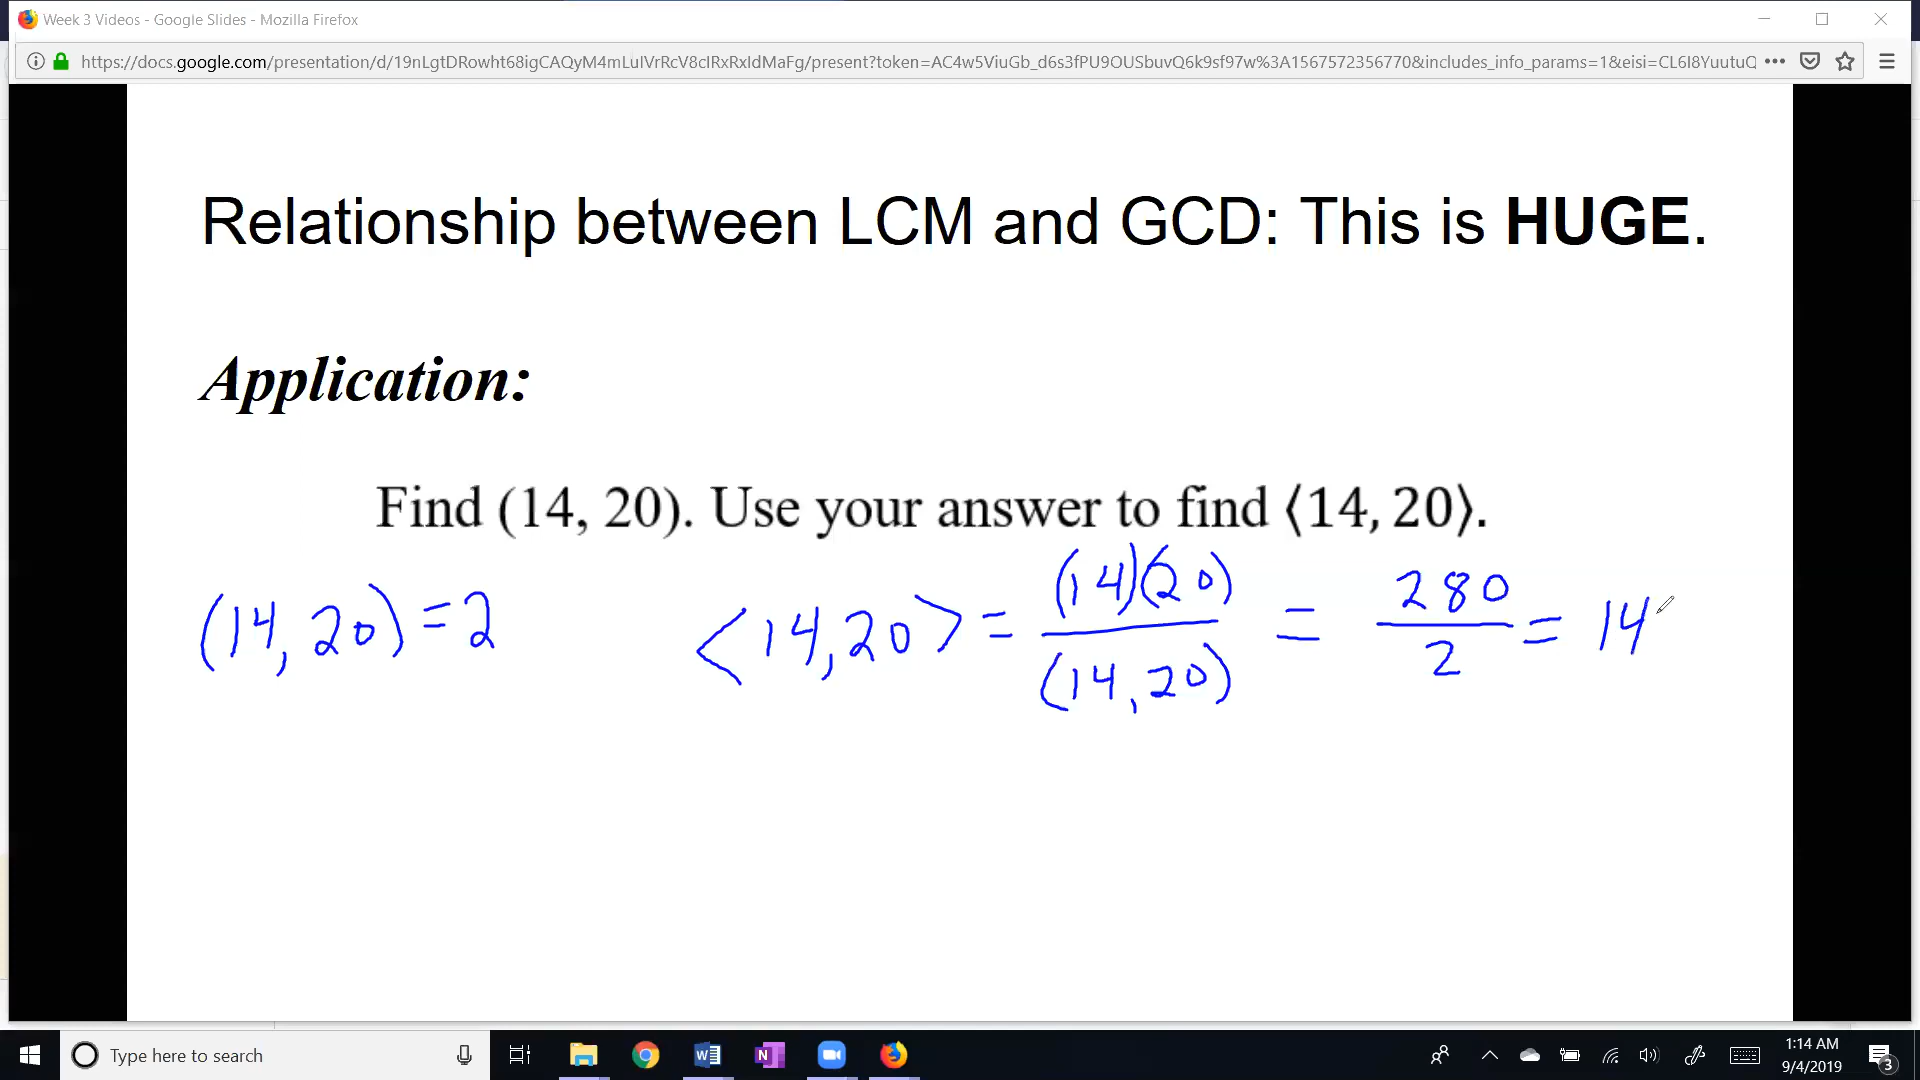 Week 3 Videos - Google Slides - Mozilla Firefox
https://docs.google.com/presentation/d/19nLgtDRowht68igCAQyM4mLulVrRcV8cIRxRxIdMaFg/present?token=AC4w5ViuGb_d6s3fPU9OUSbuvQ6k9sf97w%3A1567572356770&includes_info_params=1&eisi=CL6I8YuutuQ
Relationship between LCM and GCD: This is HUGE.
Application:
Find (14, 20). Use your answer to find ⟨14, 20⟩.
(14, 20) = 2 <14, 20> = (14)(20) / (14, 20) = 280 / 2 = 14
Type here to search
1:14 AM
9/4/2019
3